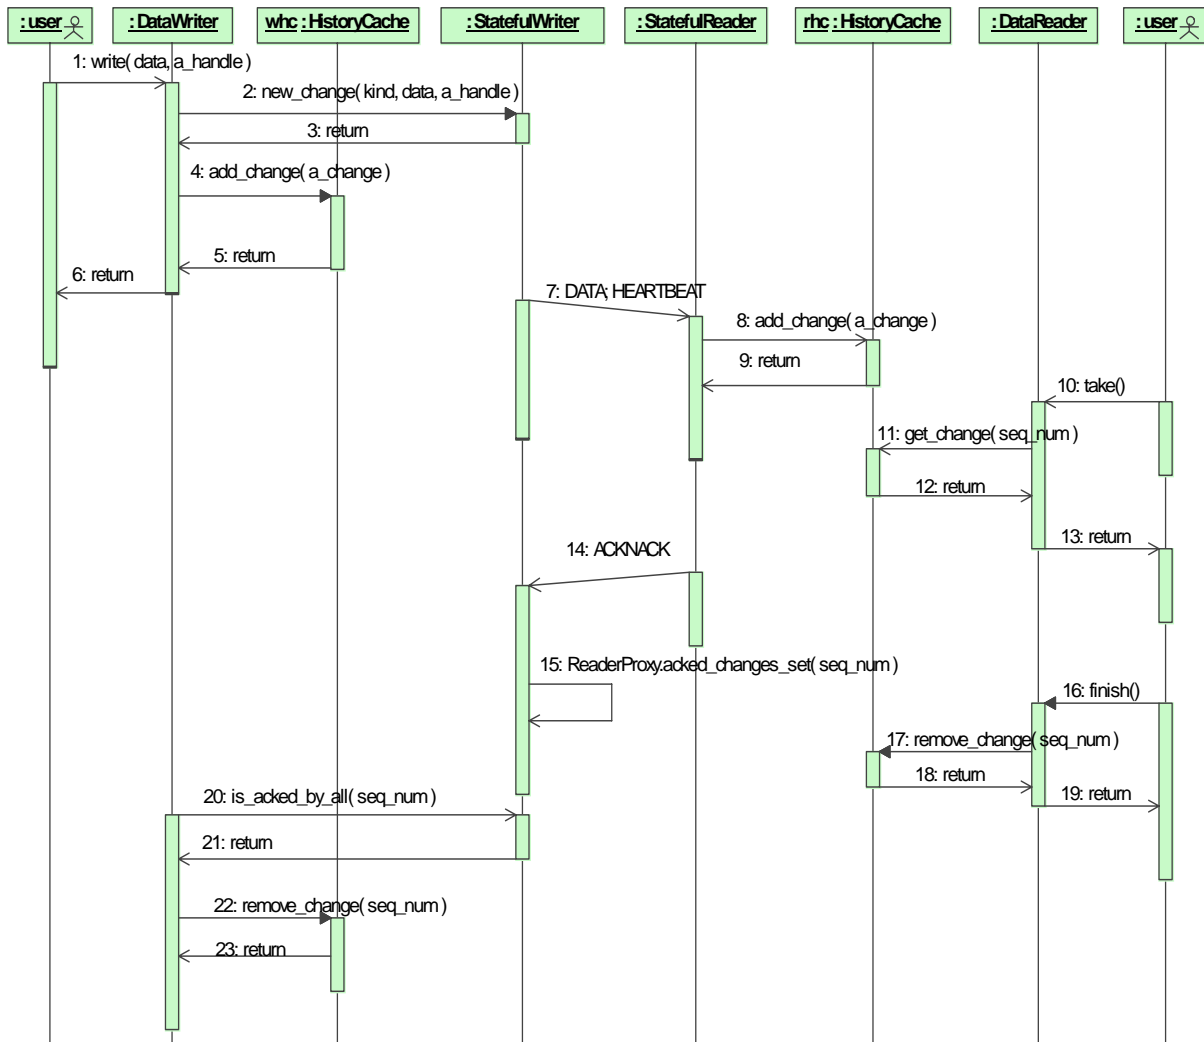 : user
: DataWriter
whc : HistoryCache
: StatefulWriter
: StatefulReader
rhc : HistoryCache
: DataReader
: user
1: write( data, a_handle )
2: new_change( kind, data, a_handle )
3: return
4: add_change( a_change )
5: return
6: return
7: DATA; HEARTBEAT
8: add_change( a_change )
9: return
10: take()
11: get_change( seq_num )
12: return
13: return
14: ACKNACK
15: ReaderProxy.acked_changes_set( seq_num )
16: finish()
17: remove_change( seq_num )
18: return
19: return
20: is_acked_by_all( seq_num )
21: return
22: remove_change( seq_num )
23: return